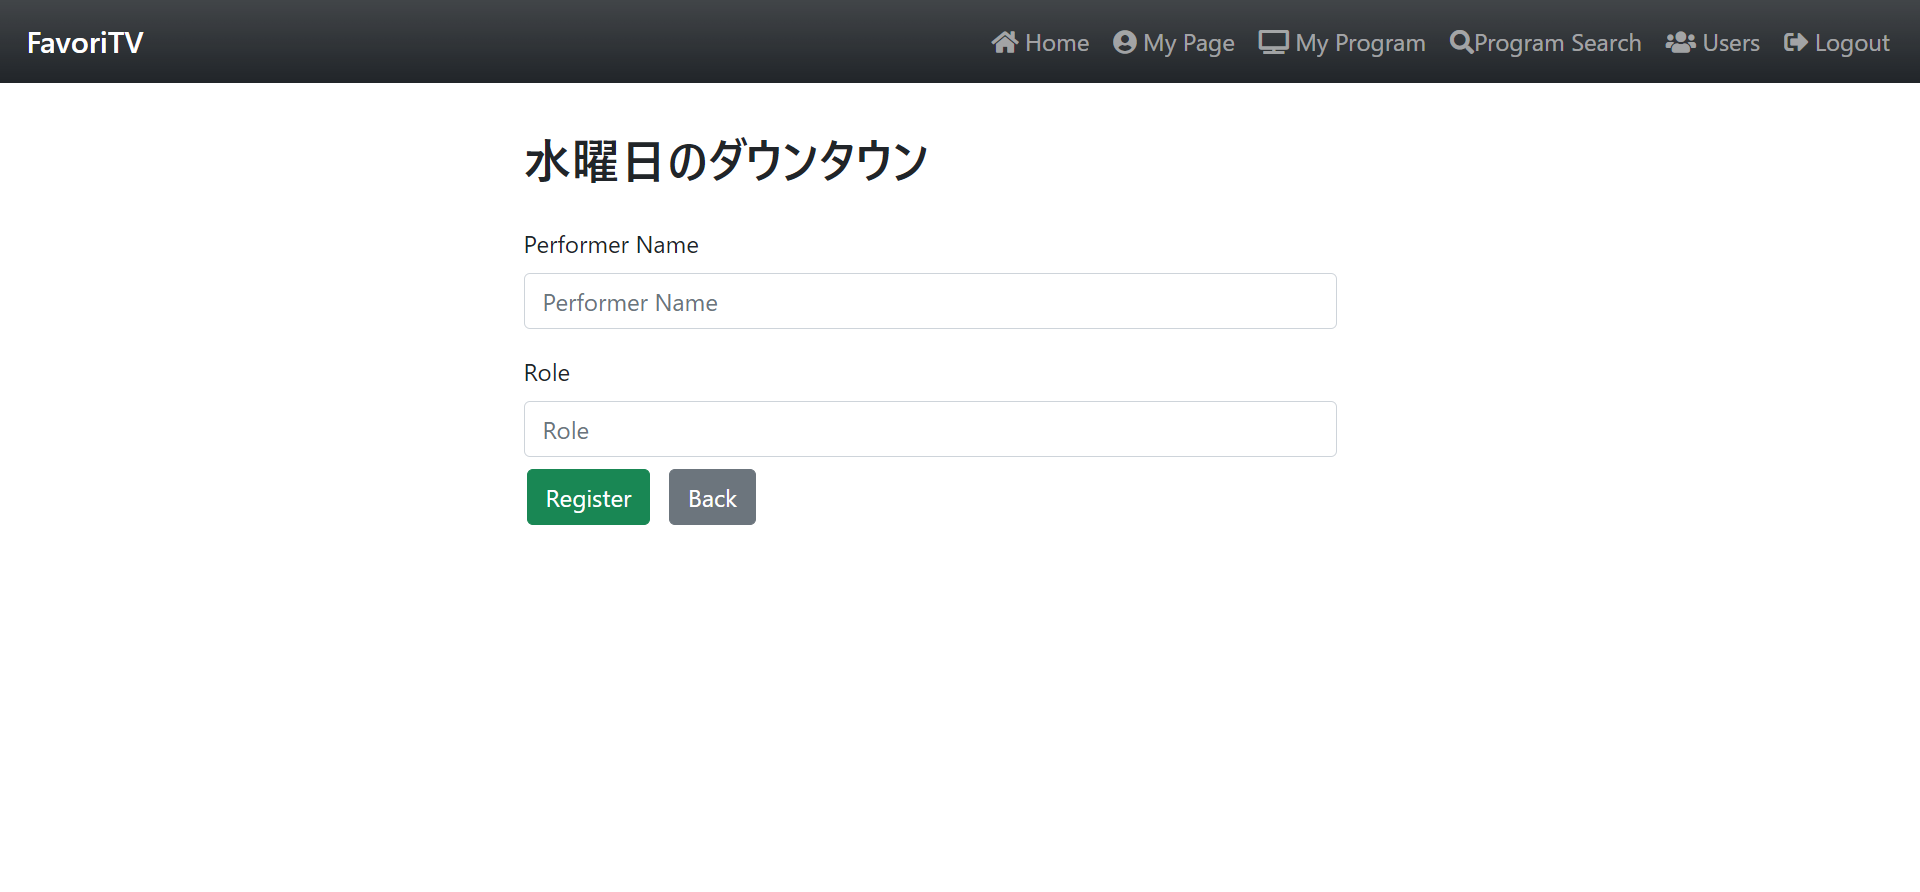 FavoriTV Home My Page My Program Program Search Users Logout
水曜日のダウンタウン
Performer Name
Performer Name
Role
Role
Register Back